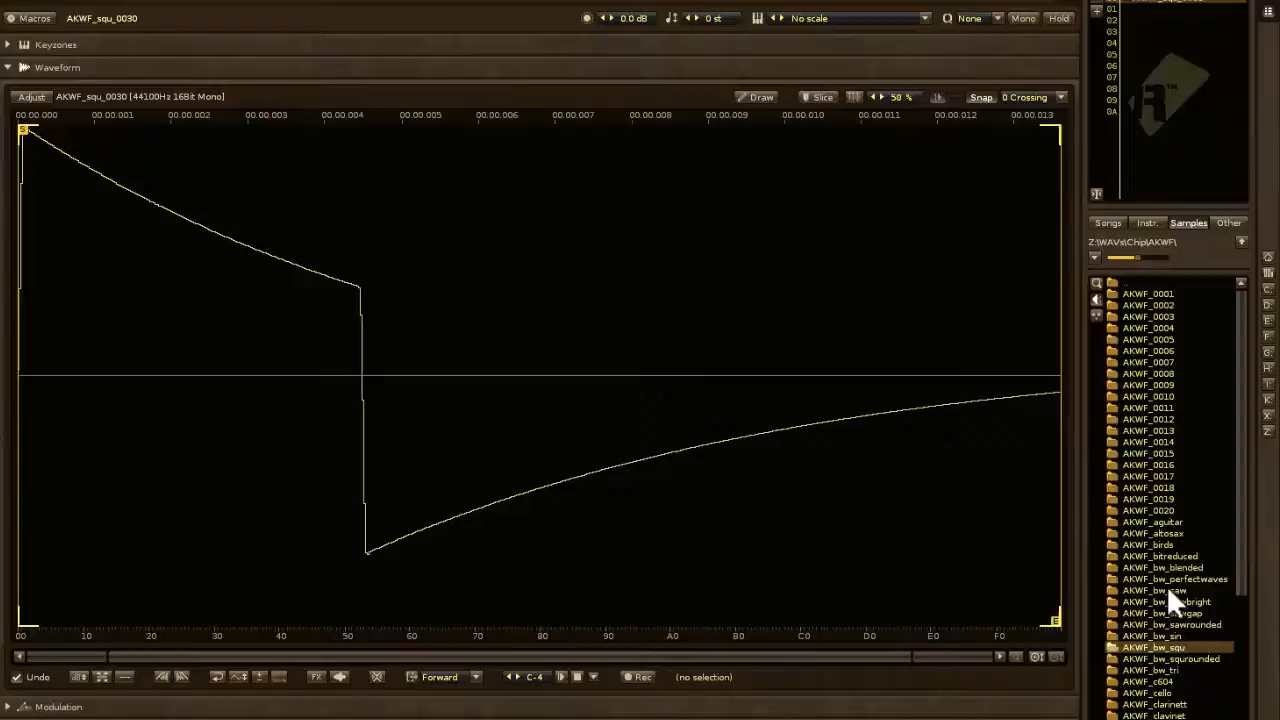 Macros AKWF_squ_0030 0.0 dB 0 st No scale None Mono Hold
Keyzones
Waveform
Adjust AKWF_squ_0030 [44100Hz 16Bit Mono] Draw Slice 50 % Snap 0 Crossing
00.00.000 00.00.001 00.00.002 00.00.003 00.00.004 00.00.005 00.00.006 00.00.007 00.00.008 00.00.009 00.00.010 00.00.011 00.00.012 00.00.013
S
E
00 10 20 30 40 50 60 70 80 90 A0 B0 C0 D0 E0 F0
Undo FX Forward C-4 Rec (no selection)
Modulation
01
02
03
04
05
06
07
08
09
0A
Songs Instr. Samples Other
Z:\WAVs\Chip\AKWF\
..
AKWF_0001
AKWF_0002
AKWF_0003
AKWF_0004
AKWF_0005
AKWF_0006
AKWF_0007
AKWF_0008
AKWF_0009
AKWF_0010
AKWF_0011
AKWF_0012
AKWF_0013
AKWF_0014
AKWF_0015
AKWF_0016
AKWF_0017
AKWF_0018
AKWF_0019
AKWF_0020
AKWF_aguitar
AKWF_altosax
AKWF_birds
AKWF_bitreduced
AKWF_bw_blended
AKWF_bw_perfectwaves
AKWF_bw_saw
AKWF_bw_sawrounded
AKWF_bw_sin
AKWF_bw_squ
AKWF_bw_squrounded
AKWF_bw_tri
AKWF_c604
AKWF_cello
AKWF_clarinett
AKWF_clavinet
C:
D:
E:
F:
G:
H:
I:
K:
X:
Z: